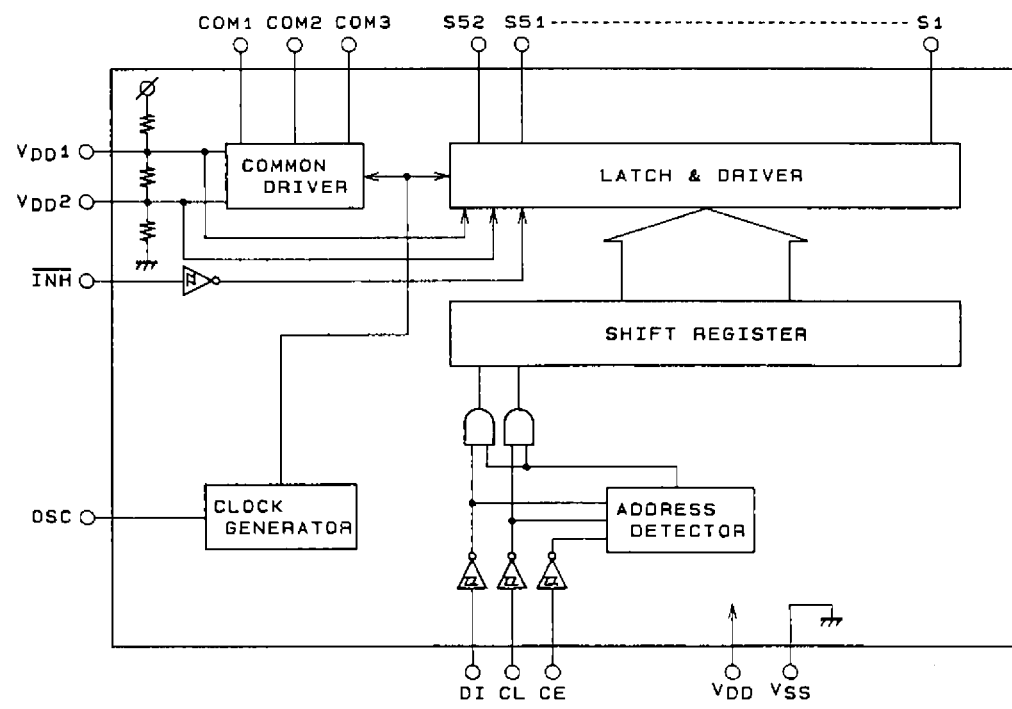 COM1 COM2 COM3 S52 S51 S1
VDD1
COMMON
DRIVER
LATCH & DRIVER
VDD2
INH
SHIFT REGISTER
OSC
CLOCK
GENERATOR
ADDRESS
DETECTOR
DI CL CE VDD VSS